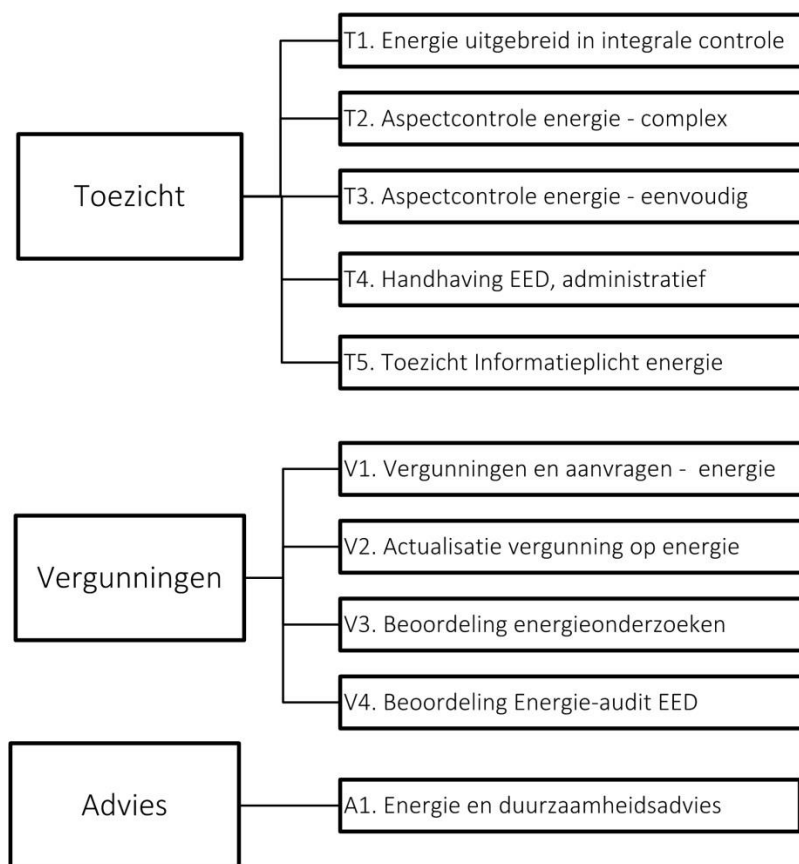 Toezicht
T1. Energie uitgebreid in integrale controle
T2. Aspectcontrole energie - complex
T3. Aspectcontrole energie - eenvoudig
T4. Handhaving EED, administratief
T5. Toezicht Informatieplicht energie
Vergunningen
V1. Vergunningen en aanvragen - energie
V2. Actualisatie vergunning op energie
V3. Beoordeling energieonderzoeken
V4. Beoordeling Energie-audit EED
Advies
A1. Energie en duurzaamheidsadvies